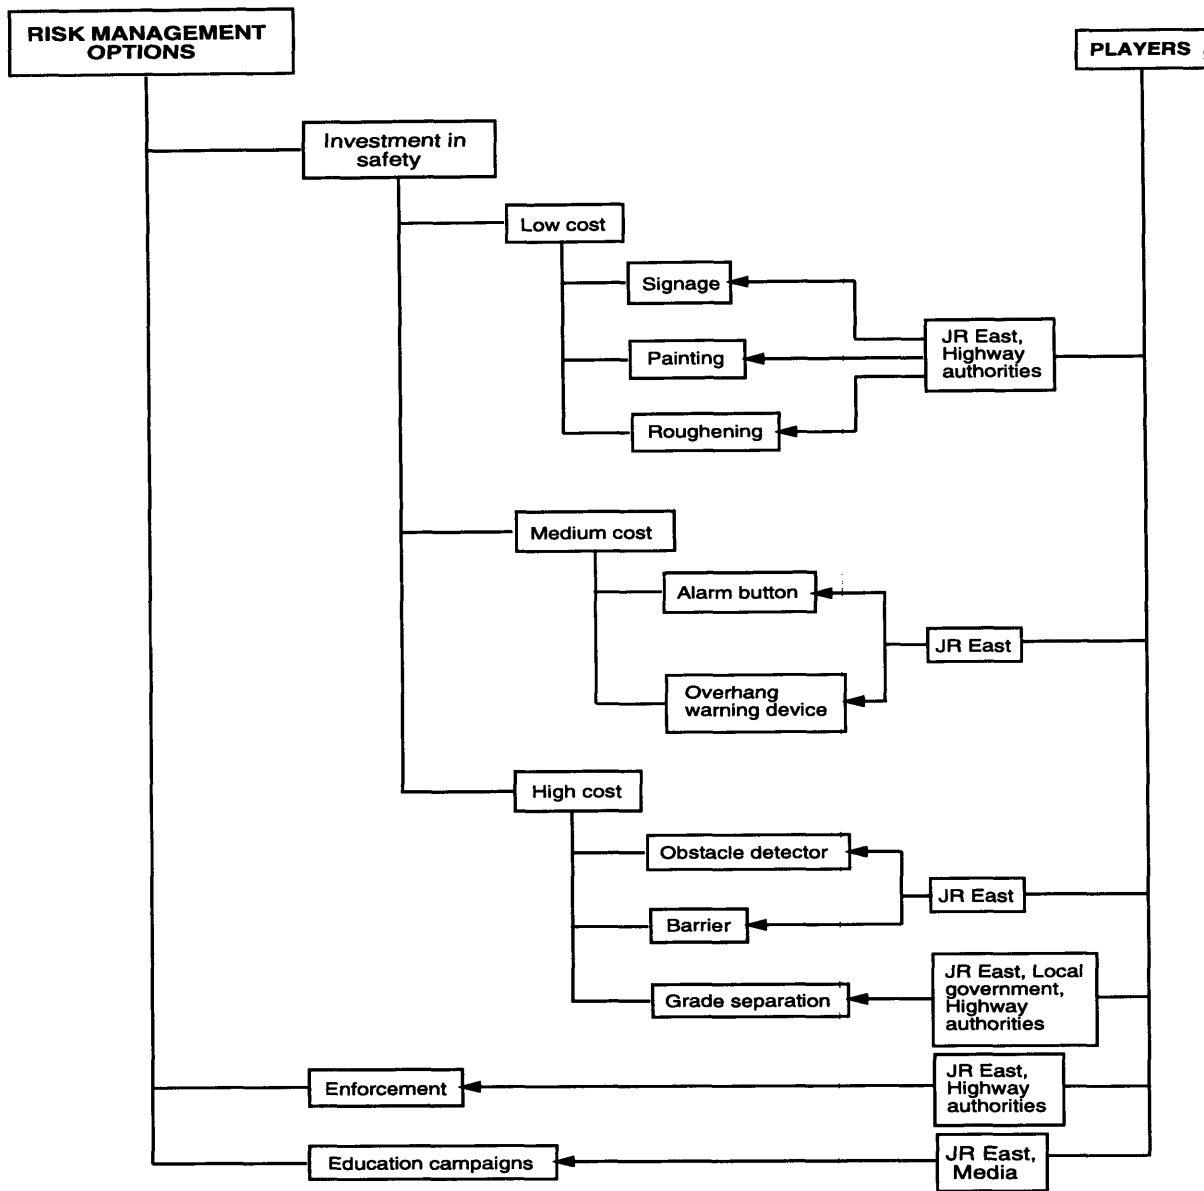 RISK MANAGEMENT
OPTIONS
PLAYERS
Investment in
safety
Low cost
Signage
Painting
Roughening
JR East,
Highway
authorities
Medium cost
Alarm button
Overhang
warning device
JR East
High cost
Obstacle detector
Barrier
JR East
Grade separation
JR East, Local
government,
Highway
authorities
Enforcement
JR East,
Highway
authorities
Education campaigns
JR East,
Media